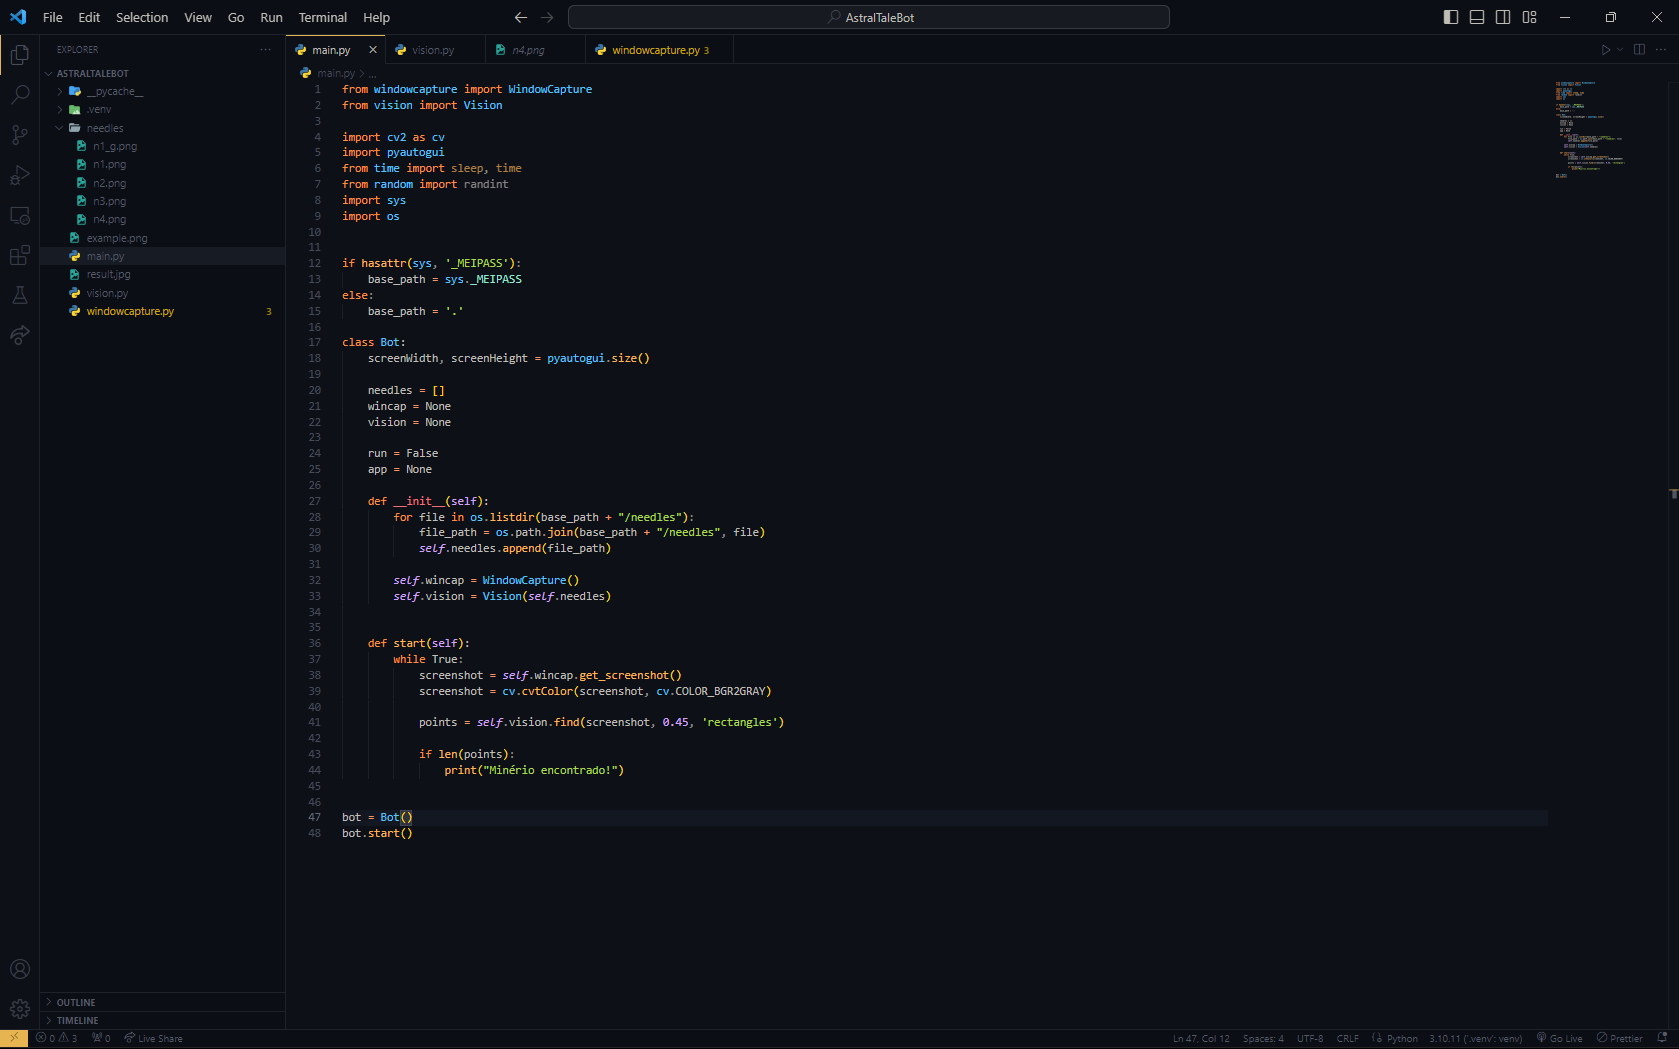 File Edit Selection View Go Run Terminal Help
AstralTaleBot
EXPLORER
ASTRALTALEBOT
__pycache__
.venv
needles
n1_g.png
n1.png
n2.png
n3.png
n4.png
example.png
main.py
result.jpg
vision.py
windowcapture.py 3
OUTLINE
TIMELINE
main.py vision.py n4.png windowcapture.py 3
main.py > ...
1 from windowcapture import WindowCapture
2 from vision import Vision
3
4 import cv2 as cv
5 import pyautogui
6 from time import sleep, time
7 from random import randint
8 import sys
9 import os
10
11
12 if hasattr(sys, '_MEIPASS'):
13 base_path = sys._MEIPASS
14 else:
15 base_path = '.'
16
17 class Bot:
18 screenWidth, screenHeight = pyautogui.size()
19
20 needles = []
21 wincap = None
22 vision = None
23
24 run = False
25 app = None
26
27 def __init__(self):
28 for file in os.listdir(base_path + "/needles"):
29 file_path = os.path.join(base_path + "/needles", file)
30 self.needles.append(file_path)
31
32 self.wincap = WindowCapture()
33 self.vision = Vision(self.needles)
34
35
36 def start(self):
37 while True:
38 screenshot = self.wincap.get_screenshot()
39 screenshot = cv.cvtColor(screenshot, cv.COLOR_BGR2GRAY)
40
41 points = self.vision.find(screenshot, 0.45, 'rectangles')
42
43 if len(points):
44 print("Minério encontrado!")
45
46
47 bot = Bot()
48 bot.start()
0 3 0 Live Share Ln 47, Col 12 Spaces: 4 UTF-8 CRLF Python 3.10.11 ('.venv': venv) Go Live Prettier